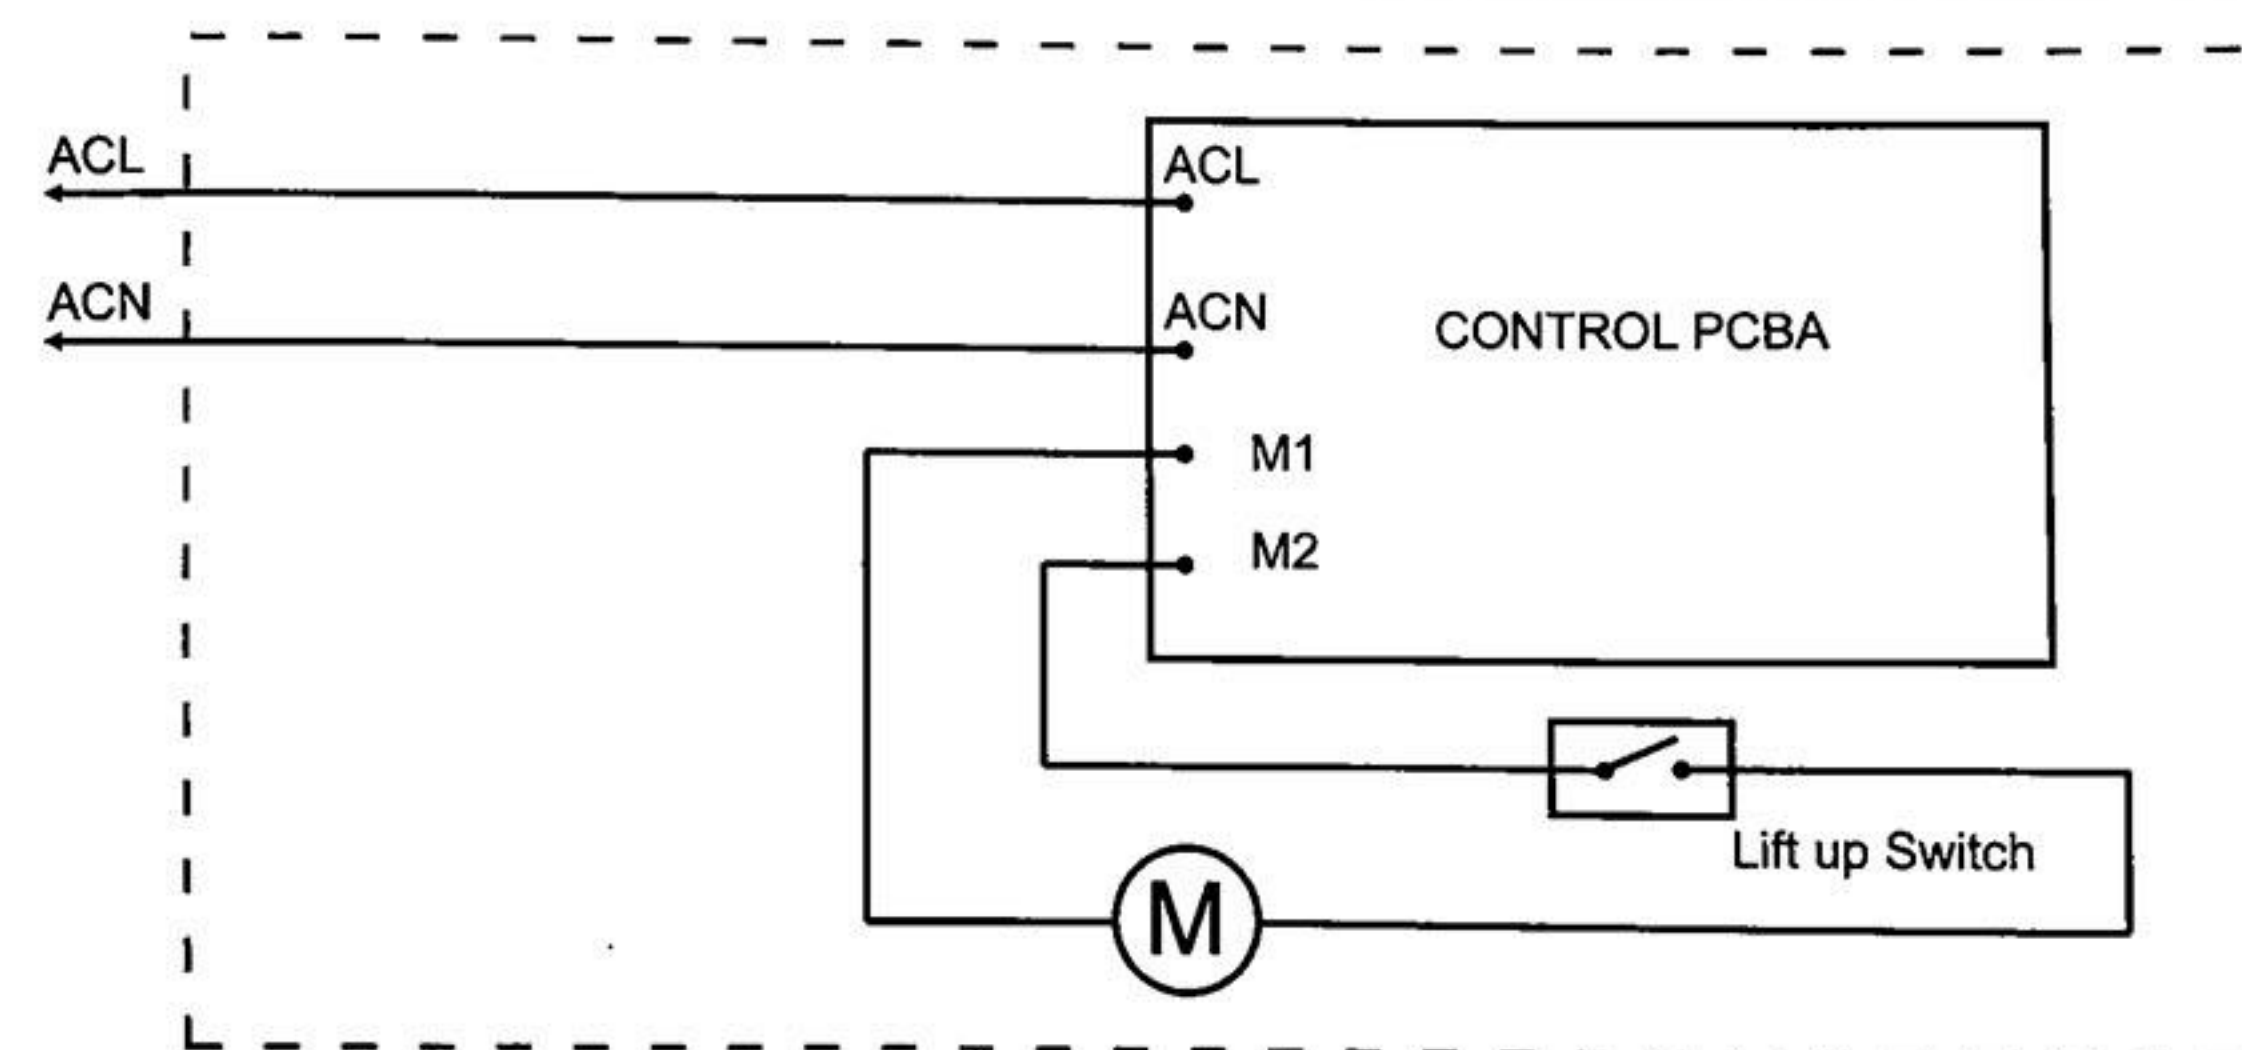 ACL
ACL
ACN
ACN
CONTROL PCBA
M1
M2
Lift up Switch
M